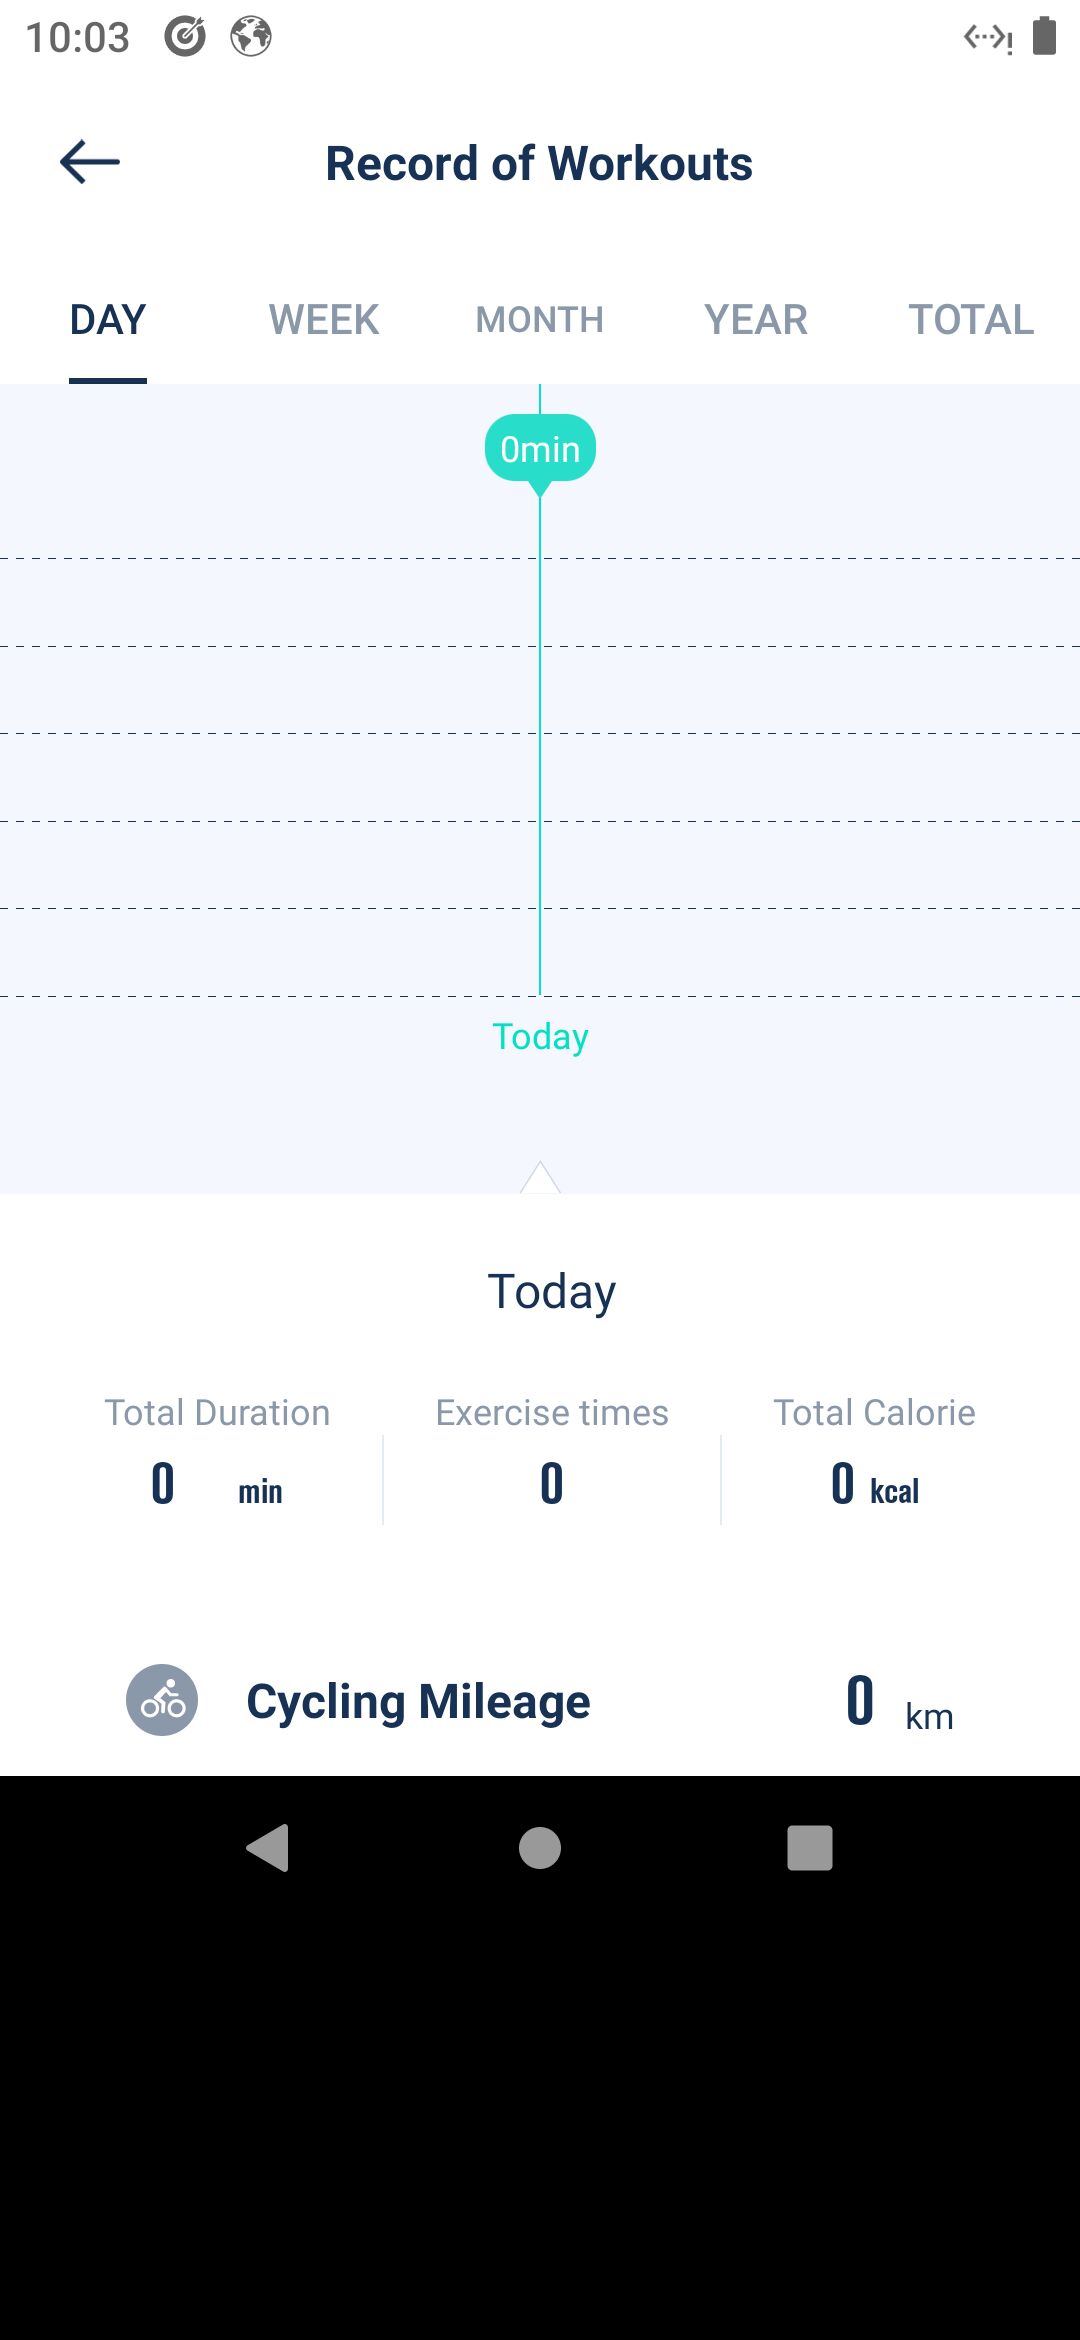 10:03
Record of Workouts
DAY WEEK MONTH YEAR TOTAL
0min
Today
Today
Total Duration Exercise times Total Calorie
0 min 0 0 kcal
Cycling Mileage 0 km